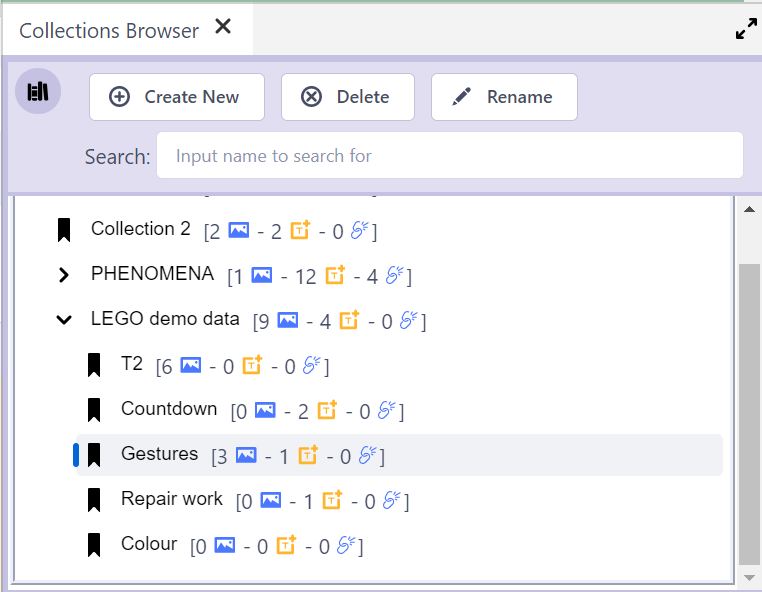 Collections Browser
Create New Delete Rename
Search: Input name to search for
Collection 2 [2 - 2 - 0 ]
PHENOMENA [1 - 12 - 4 ]
LEGO demo data [9 - 4 - 0 ]
T2 [6 - 0 - 0 ]
Countdown [0 - 2 - 0 ]
Gestures [3 - 1 - 0 ]
Repair work [0 - 1 - 0 ]
Colour [0 - 0 - 0 ]